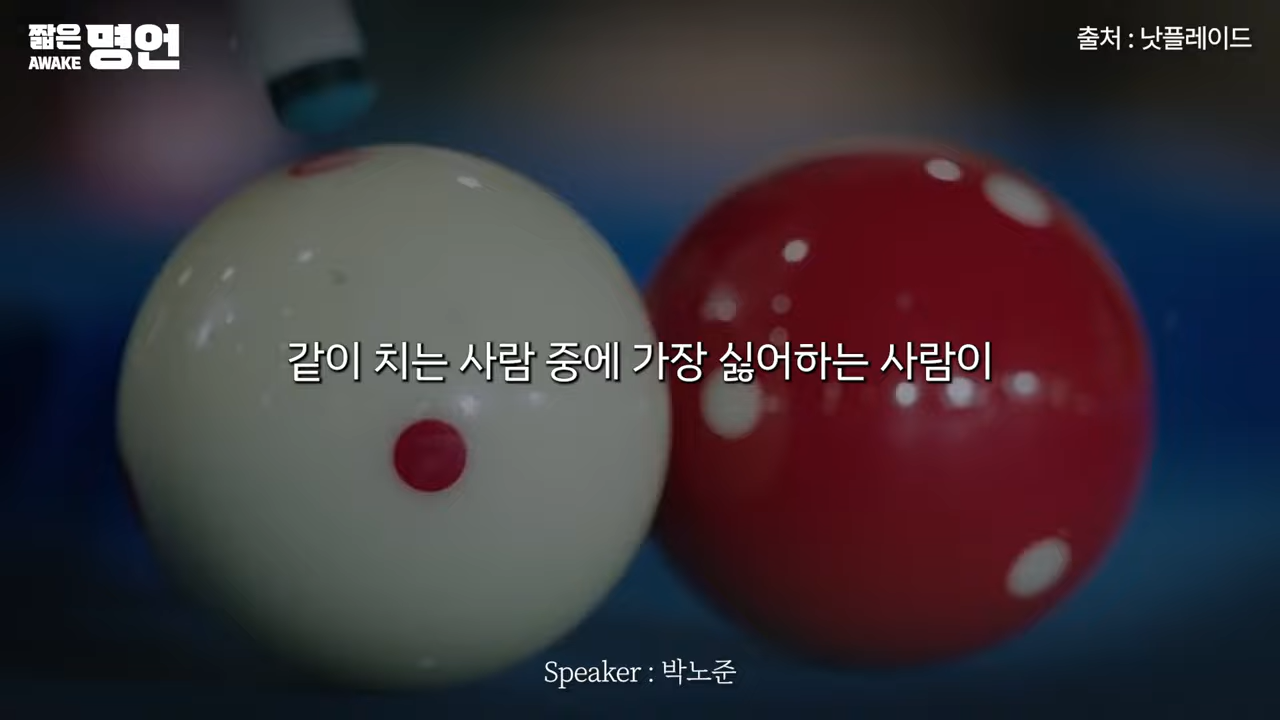 짧은 명언
AWAKE
출처 : 낫플레이드
같이 치는 사람 중에 가장 싫어하는 사람이
Speaker : 박노준